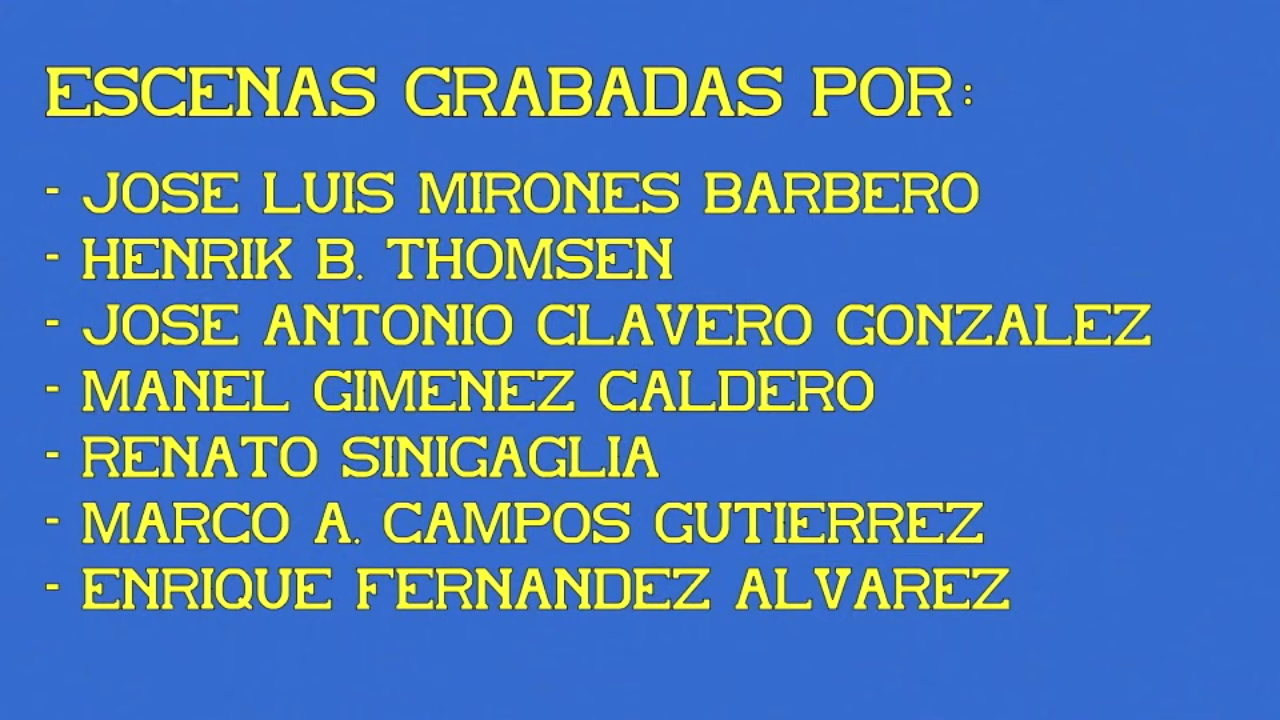 ESCENAS GRABADAS POR:
- JOSE LUIS MIRONES BARBERO
- HENRIK B. THOMSEN
- JOSE ANTONIO CLAVERO GONZALEZ
- MANEL GIMENEZ CALDERO
- RENATO SINIGAGLIA
- MARCO A. CAMPOS GUTIERREZ
- ENRIQUE FERNANDEZ ALVAREZ